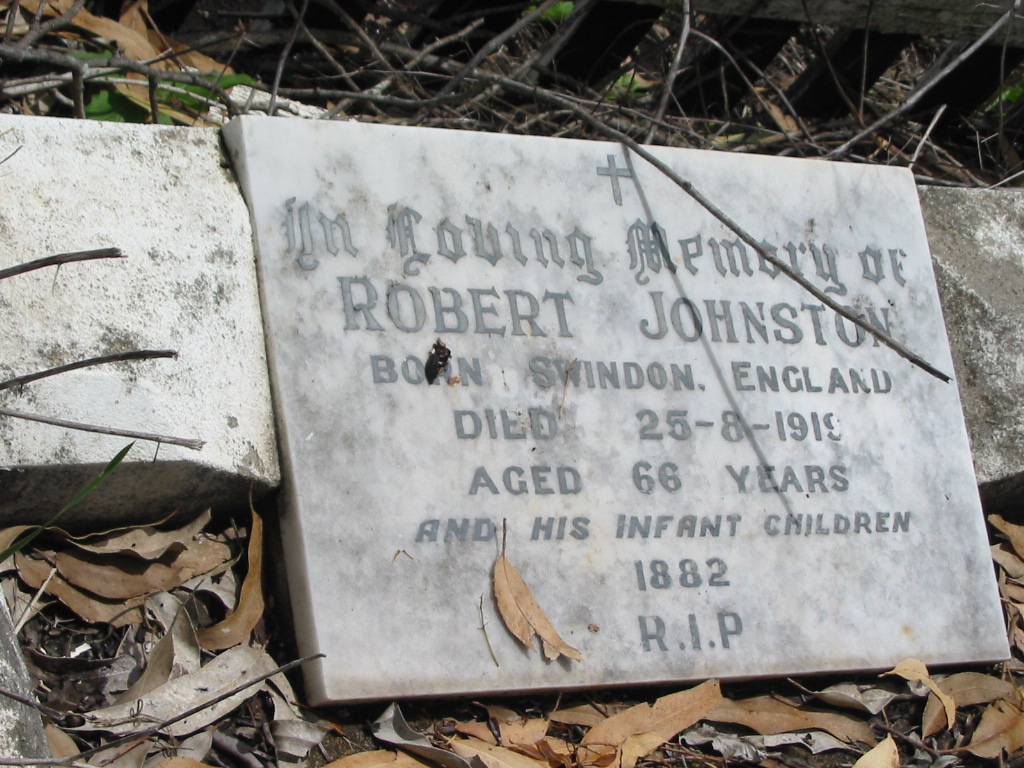 In Loving Memory of
ROBERT JOHNSTON
BORN SWINDON, ENGLAND
DIED 25-8-1919
AGED 66 YEARS
AND HIS INFANT CHILDREN
1882
R.I.P